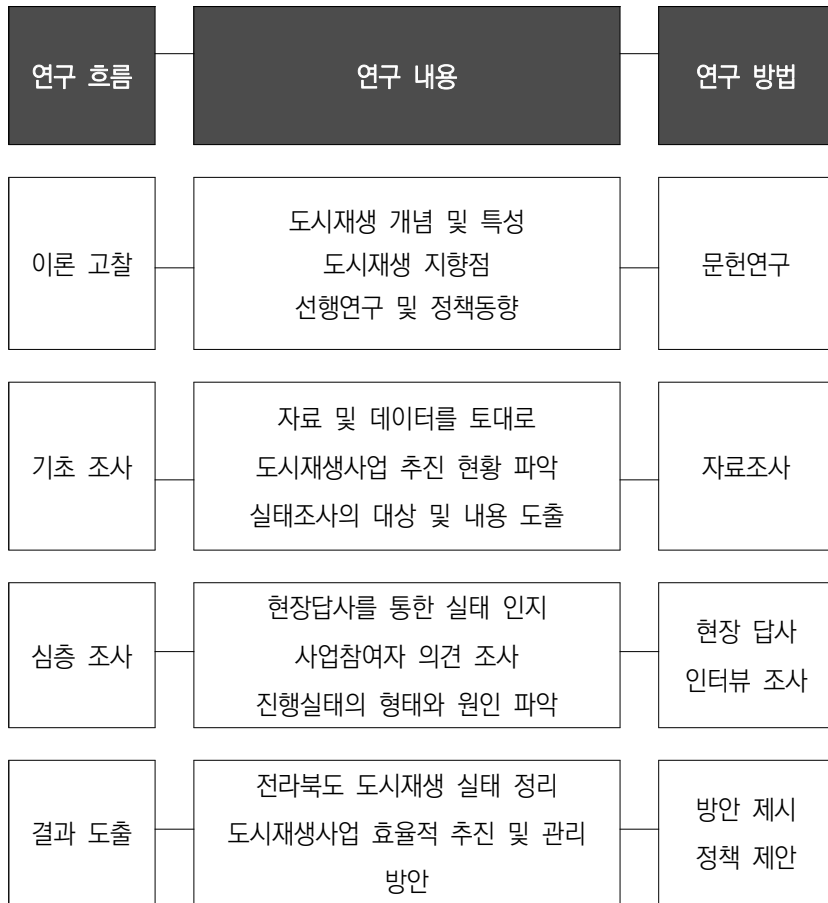 연구 흐름
연구 내용
연구 방법
이론 고찰
도시재생 개념 및 특성
도시재생 지향점
선행연구 및 정책동향
문헌연구
기초 조사
자료 및 데이터를 토대로
도시재생사업 추진 현황 파악
실태조사의 대상 및 내용 도출
자료조사
심층 조사
현장답사를 통한 실태 인지
사업참여자 의견 조사
진행실태의 형태와 원인 파악
현장 답사
인터뷰 조사
결과 도출
전라북도 도시재생 실태 정리
도시재생사업 효율적 추진 및 관리
방안
방안 제시
정책 제안